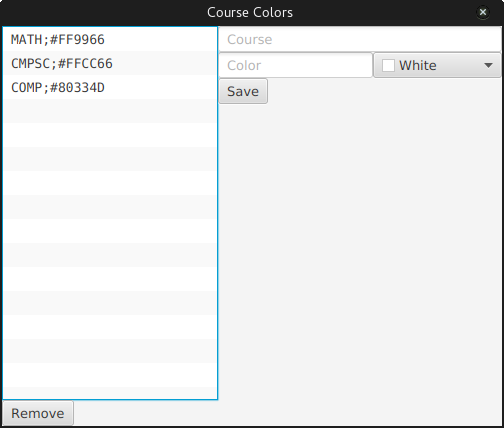 Course Colors
MATH;#FF9966
CMPSC;#FFCC66
COMP;#80334D
Course
Color
White
Save
Remove